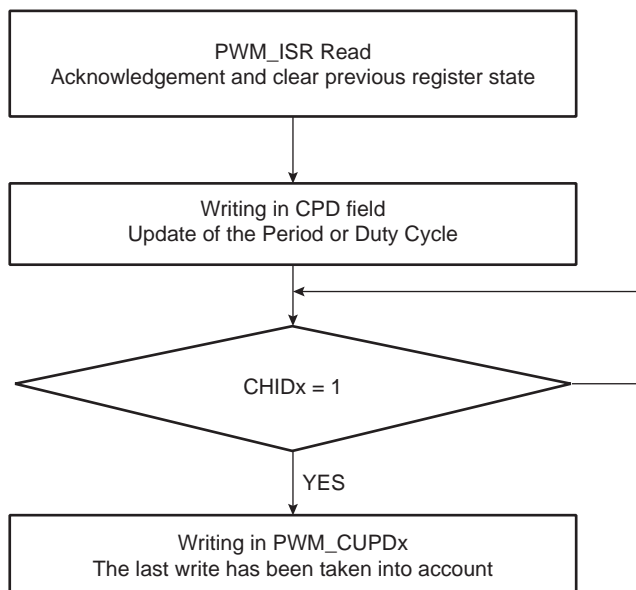 PWM_ISR Read
Acknowledgement and clear previous register state
Writing in CPD field
Update of the Period or Duty Cycle
CHIDx = 1
YES
Writing in PWM_CUPDx
The last write has been taken into account